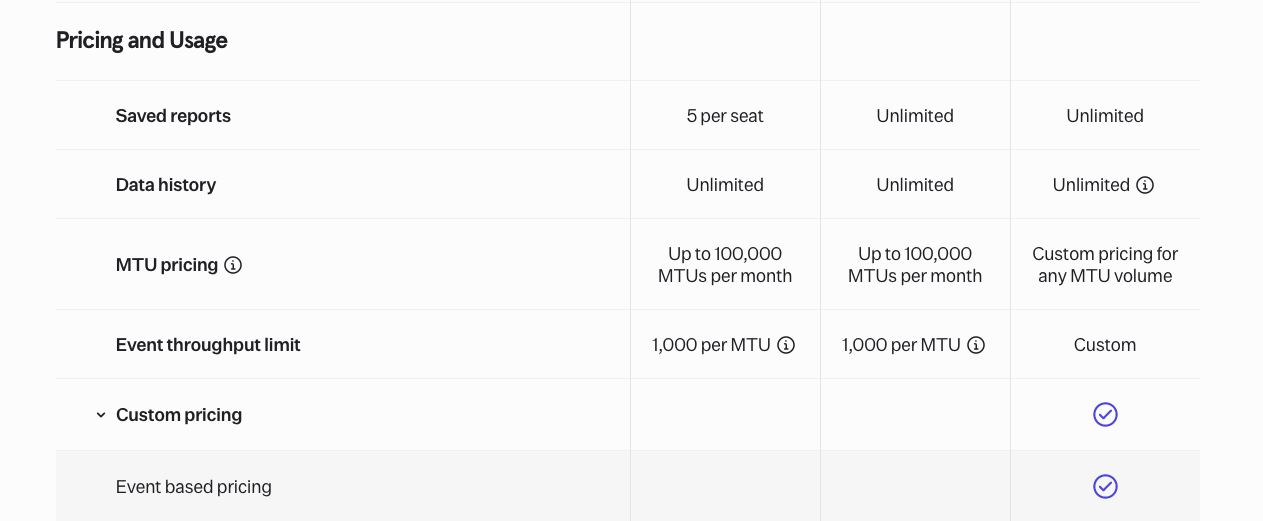 Pricing and Usage
Saved reports 5 per seat Unlimited Unlimited
Data history Unlimited Unlimited Unlimited
MTU pricing Up to 100,000 MTUs per month Up to 100,000 MTUs per month Custom pricing for any MTU volume
Event throughput limit 1,000 per MTU 1,000 per MTU Custom
Custom pricing
Event based pricing